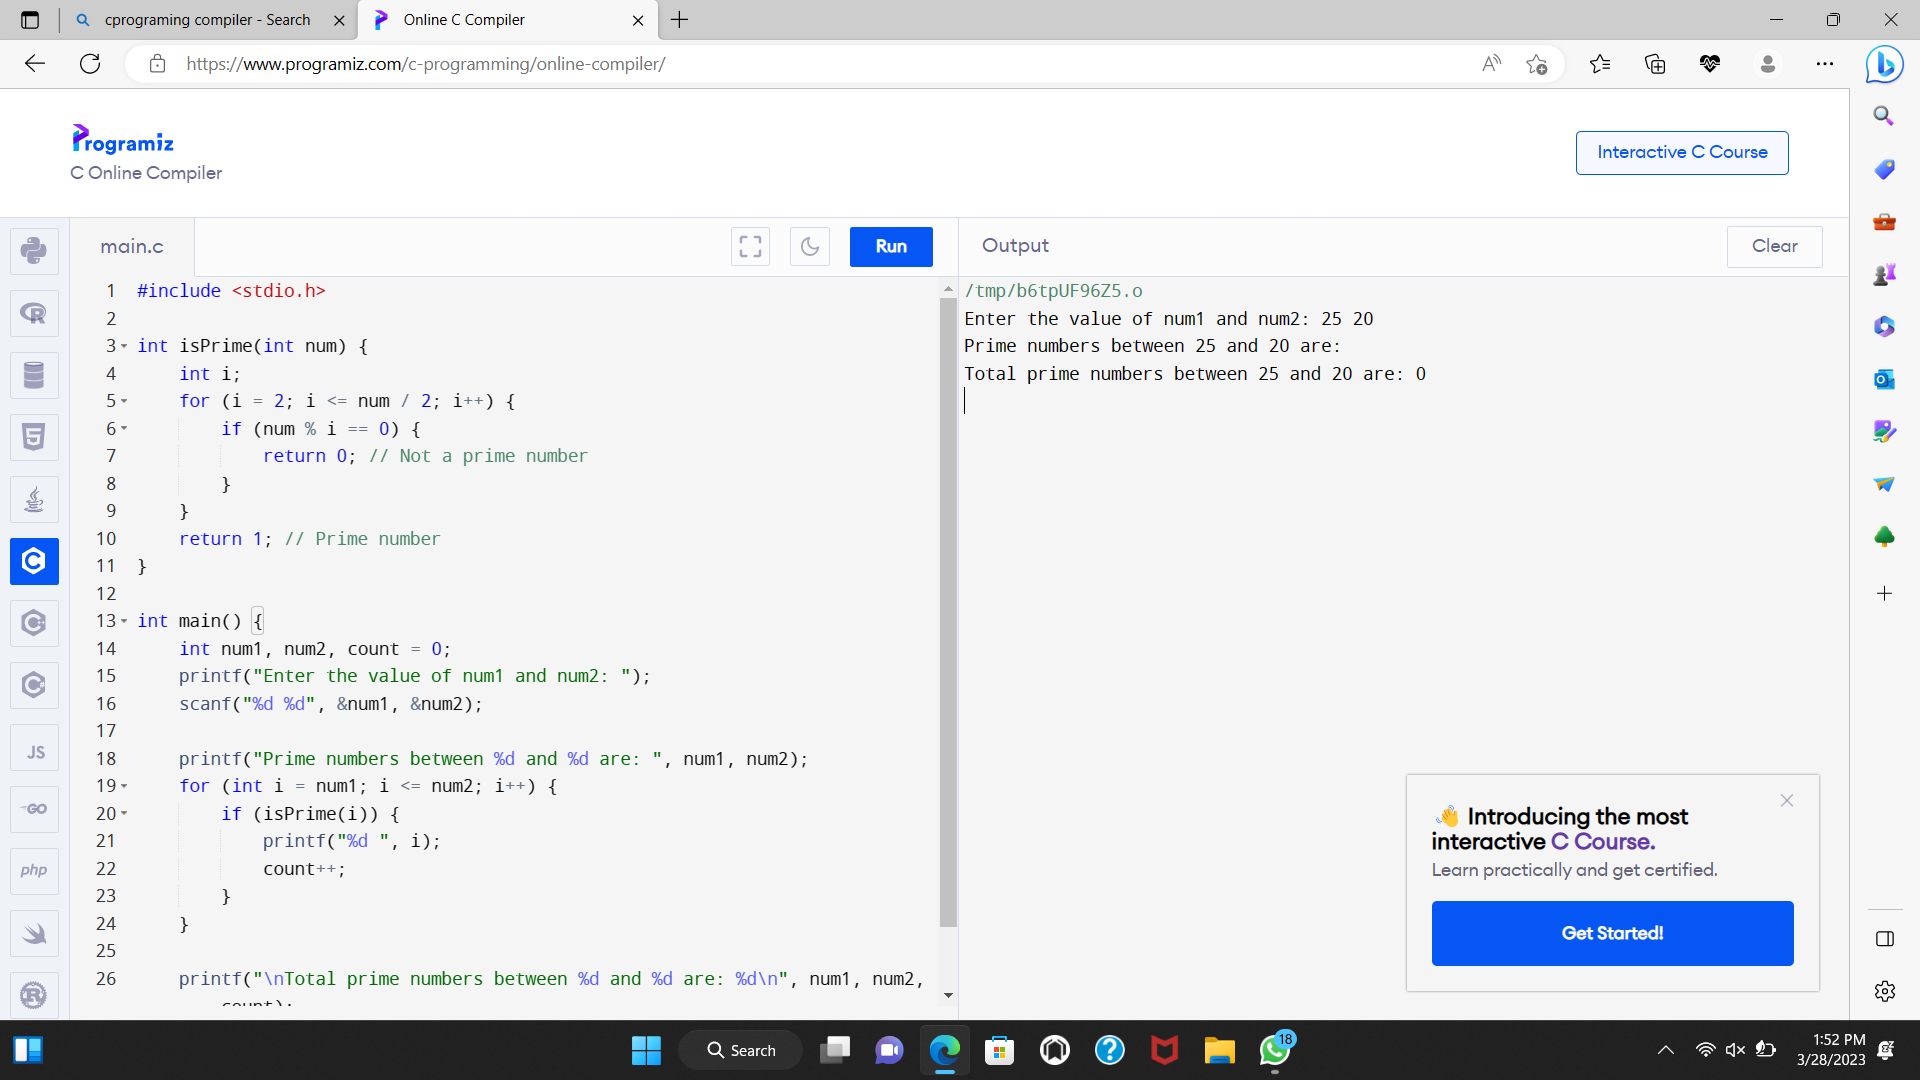 cprograming compiler - Search
Online C Compiler
https://www.programiz.com/c-programming/online-compiler/
Programiz
C Online Compiler
Interactive C Course
main.c
Run
Output
Clear
1 #include <stdio.h>
2
3 int isPrime(int num) {
4 int i;
5 for (i = 2; i <= num / 2; i++) {
6 if (num % i == 0) {
7 return 0; // Not a prime number
8 }
9 }
10 return 1; // Prime number
11 }
12
13 int main() {
14 int num1, num2, count = 0;
15 printf("Enter the value of num1 and num2: ");
16 scanf("%d %d", &num1, &num2);
17
18 printf("Prime numbers between %d and %d are: ", num1, num2);
19 for (int i = num1; i <= num2; i++) {
20 if (isPrime(i)) {
21 printf("%d ", i);
22 count++;
23 }
24 }
25
26 printf("\nTotal prime numbers between %d and %d are: %d\n", num1, num2,
count);
/tmp/b6tpUF96Z5.o
Enter the value of num1 and num2: 25 20
Prime numbers between 25 and 20 are:
Total prime numbers between 25 and 20 are: 0
JS
GO
php
👋 Introducing the most
interactive C Course.
Learn practically and get certified.
Get Started!
Search
18
1:52 PM
3/28/2023